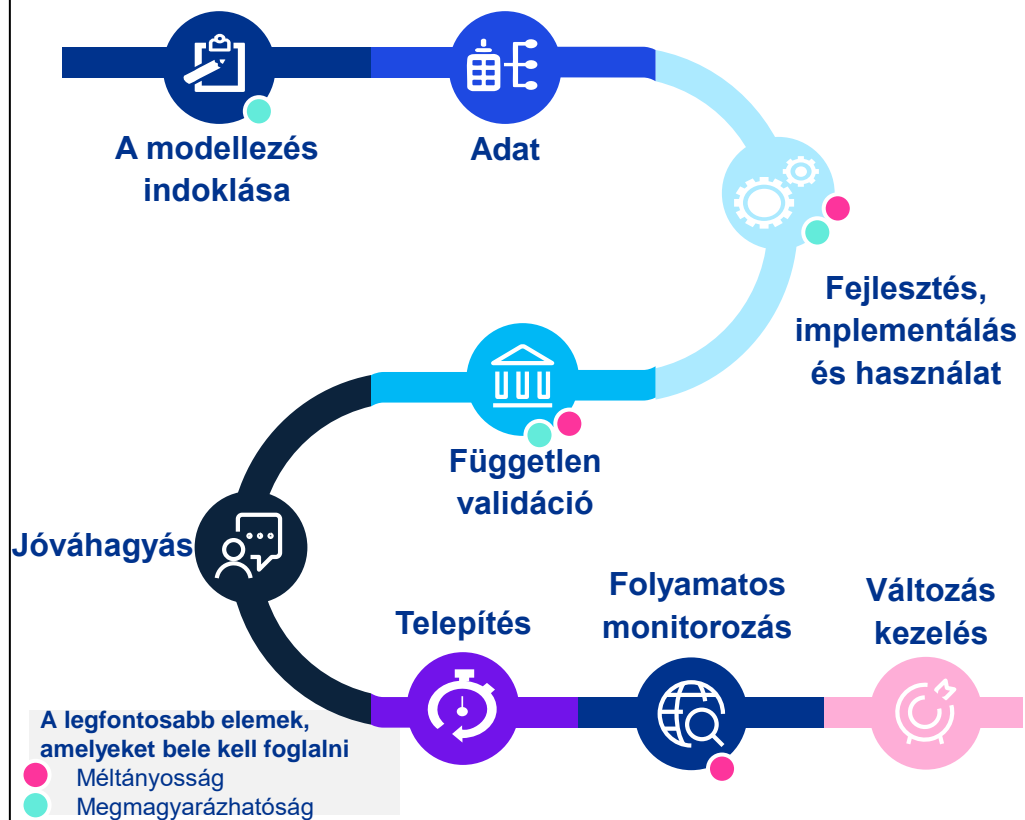 A modellezés
indoklása
Adat
Fejlesztés,
implementálás
és használat
Független
validáció
Jóváhagyás
Telepítés
Folyamatos
monitorozás
Változás
kezelés
A legfontosabb elemek,
amelyeket bele kell foglalni
Méltányosság
Megmagyarázhatóság